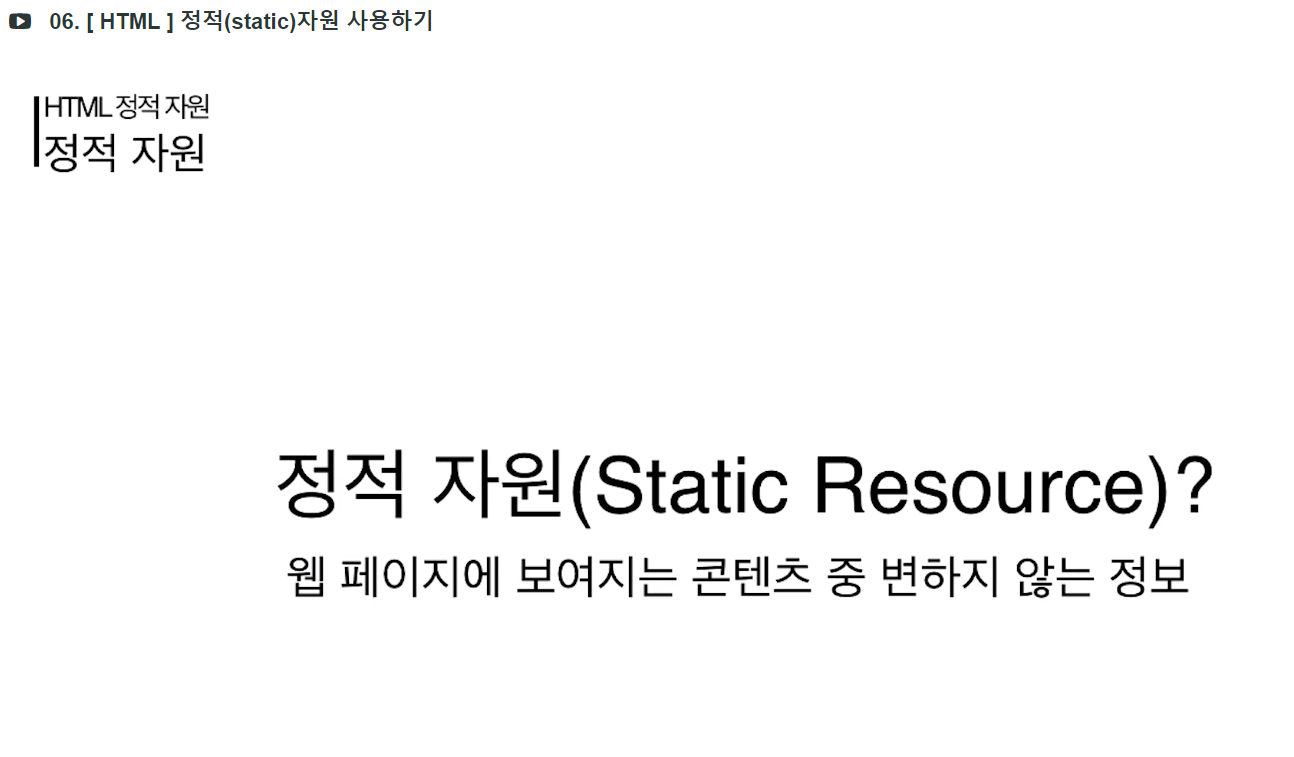 06. [ HTML ] 정적(static)자원 사용하기
HTML 정적 자원
정적 자원
정적 자원(Static Resource)?
웹 페이지에 보여지는 콘텐츠 중 변하지 않는 정보